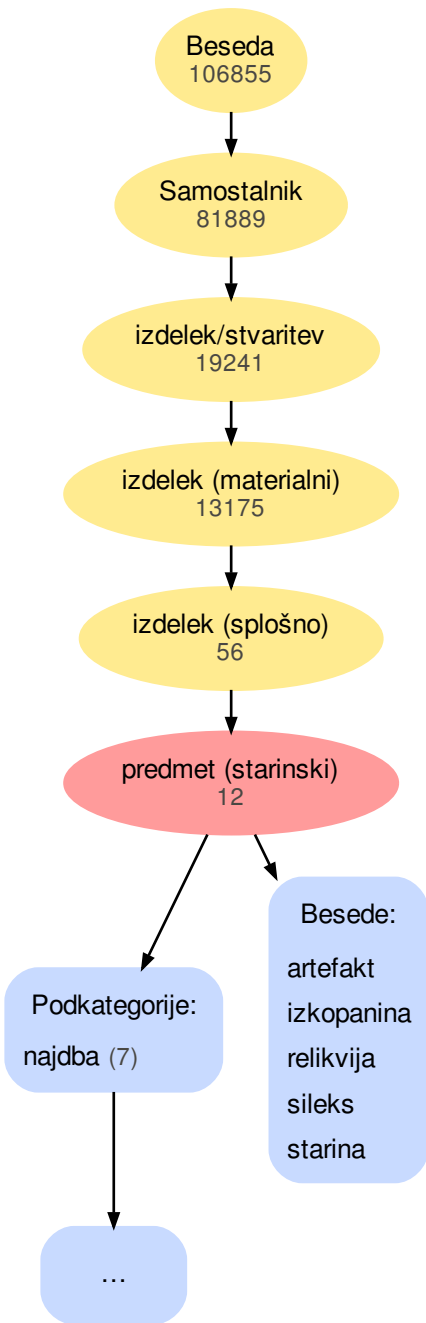 Beseda
106855
Samostalnik
81889
izdelek/stvaritev
19241
izdelek (materialni)
13175
izdelek (splošno)
56
predmet (starinski)
12
Podkategorije:
najdba (7)
...
Besede:
artefakt
izkopanina
relikvija
sileks
starina